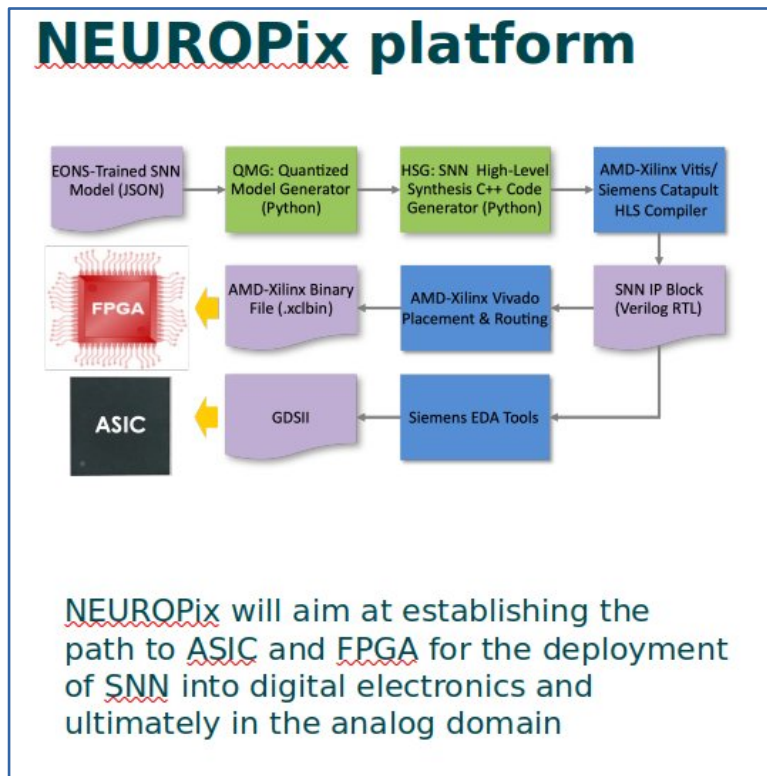 NEUROPix platform
EONS-Trained SNN
Model (JSON)
QMG: Quantized
Model Generator
(Python)
HSG: SNN High-Level
Synthesis C++ Code
Generator (Python)
AMD-Xilinx Vitis/
Siemens Catapult
HLS Compiler
FPGA
AMD-Xilinx Binary
File (.xclbin)
AMD-Xilinx Vivado
Placement & Routing
SNN IP Block
(Verilog RTL)
ASIC
GDSII
Siemens EDA Tools
NEUROPix will aim at establishing the
path to ASIC and FPGA for the deployment
of SNN into digital electronics and
ultimately in the analog domain